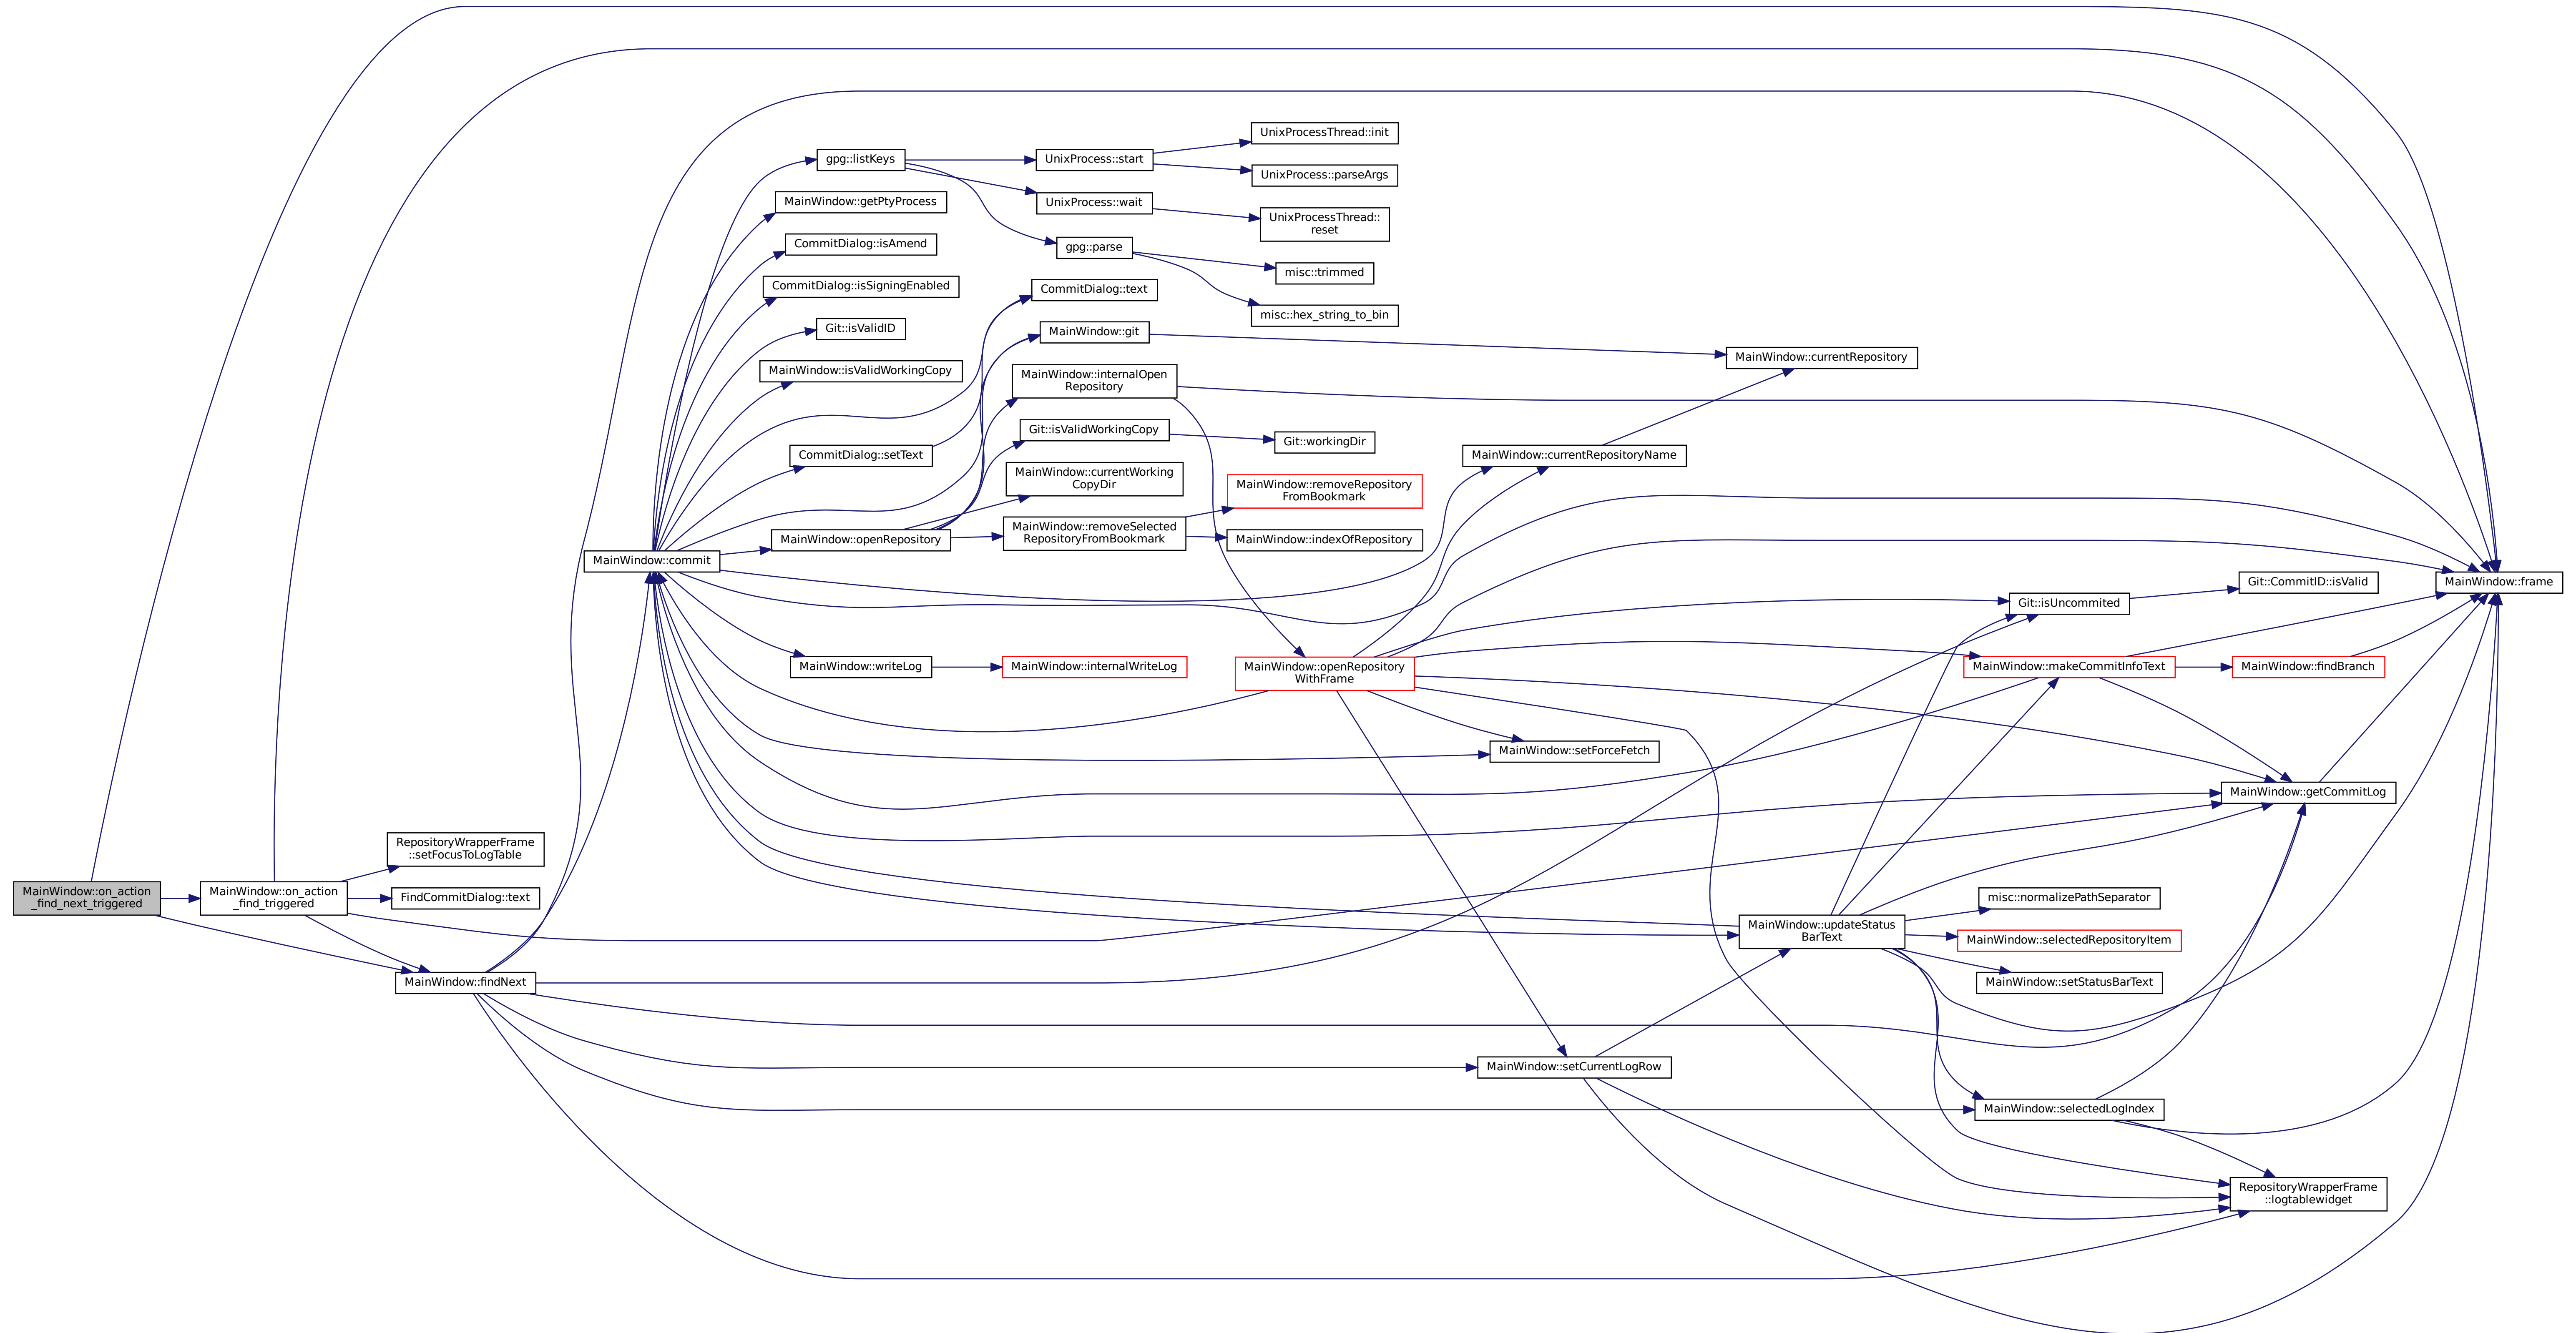 MainWindow::on_action
_find_next_triggered
MainWindow::on_action
_find_triggered
RepositoryWrapperFrame
::setFocusToLogTable
FindCommitDialog::text
MainWindow::findNext
MainWindow::commit
gpg::listKeys
MainWindow::getPtyProcess
CommitDialog::isAmend
CommitDialog::isSigningEnabled
Git::isValidID
MainWindow::isValidWorkingCopy
CommitDialog::setText
MainWindow::openRepository
MainWindow::writeLog
UnixProcess::start
UnixProcess::wait
gpg::parse
CommitDialog::text
MainWindow::git
MainWindow::internalOpen
Repository
Git::isValidWorkingCopy
MainWindow::currentWorking
CopyDir
MainWindow::removeSelected
RepositoryFromBookmark
MainWindow::internalWriteLog
UnixProcessThread::init
UnixProcess::parseArgs
UnixProcessThread::
reset
misc::trimmed
misc::hex_string_to_bin
Git::workingDir
MainWindow::removeRepository
FromBookmark
MainWindow::indexOfRepository
MainWindow::openRepository
WithFrame
MainWindow::currentRepositoryName
MainWindow::setForceFetch
MainWindow::setCurrentLogRow
MainWindow::currentRepository
MainWindow::updateStatus
BarText
Git::isUncommited
MainWindow::makeCommitInfoText
misc::normalizePathSeparator
MainWindow::selectedRepositoryItem
MainWindow::setStatusBarText
MainWindow::selectedLogIndex
Git::CommitID::isValid
MainWindow::findBranch
MainWindow::getCommitLog
RepositoryWrapperFrame
::logtablewidget
MainWindow::frame